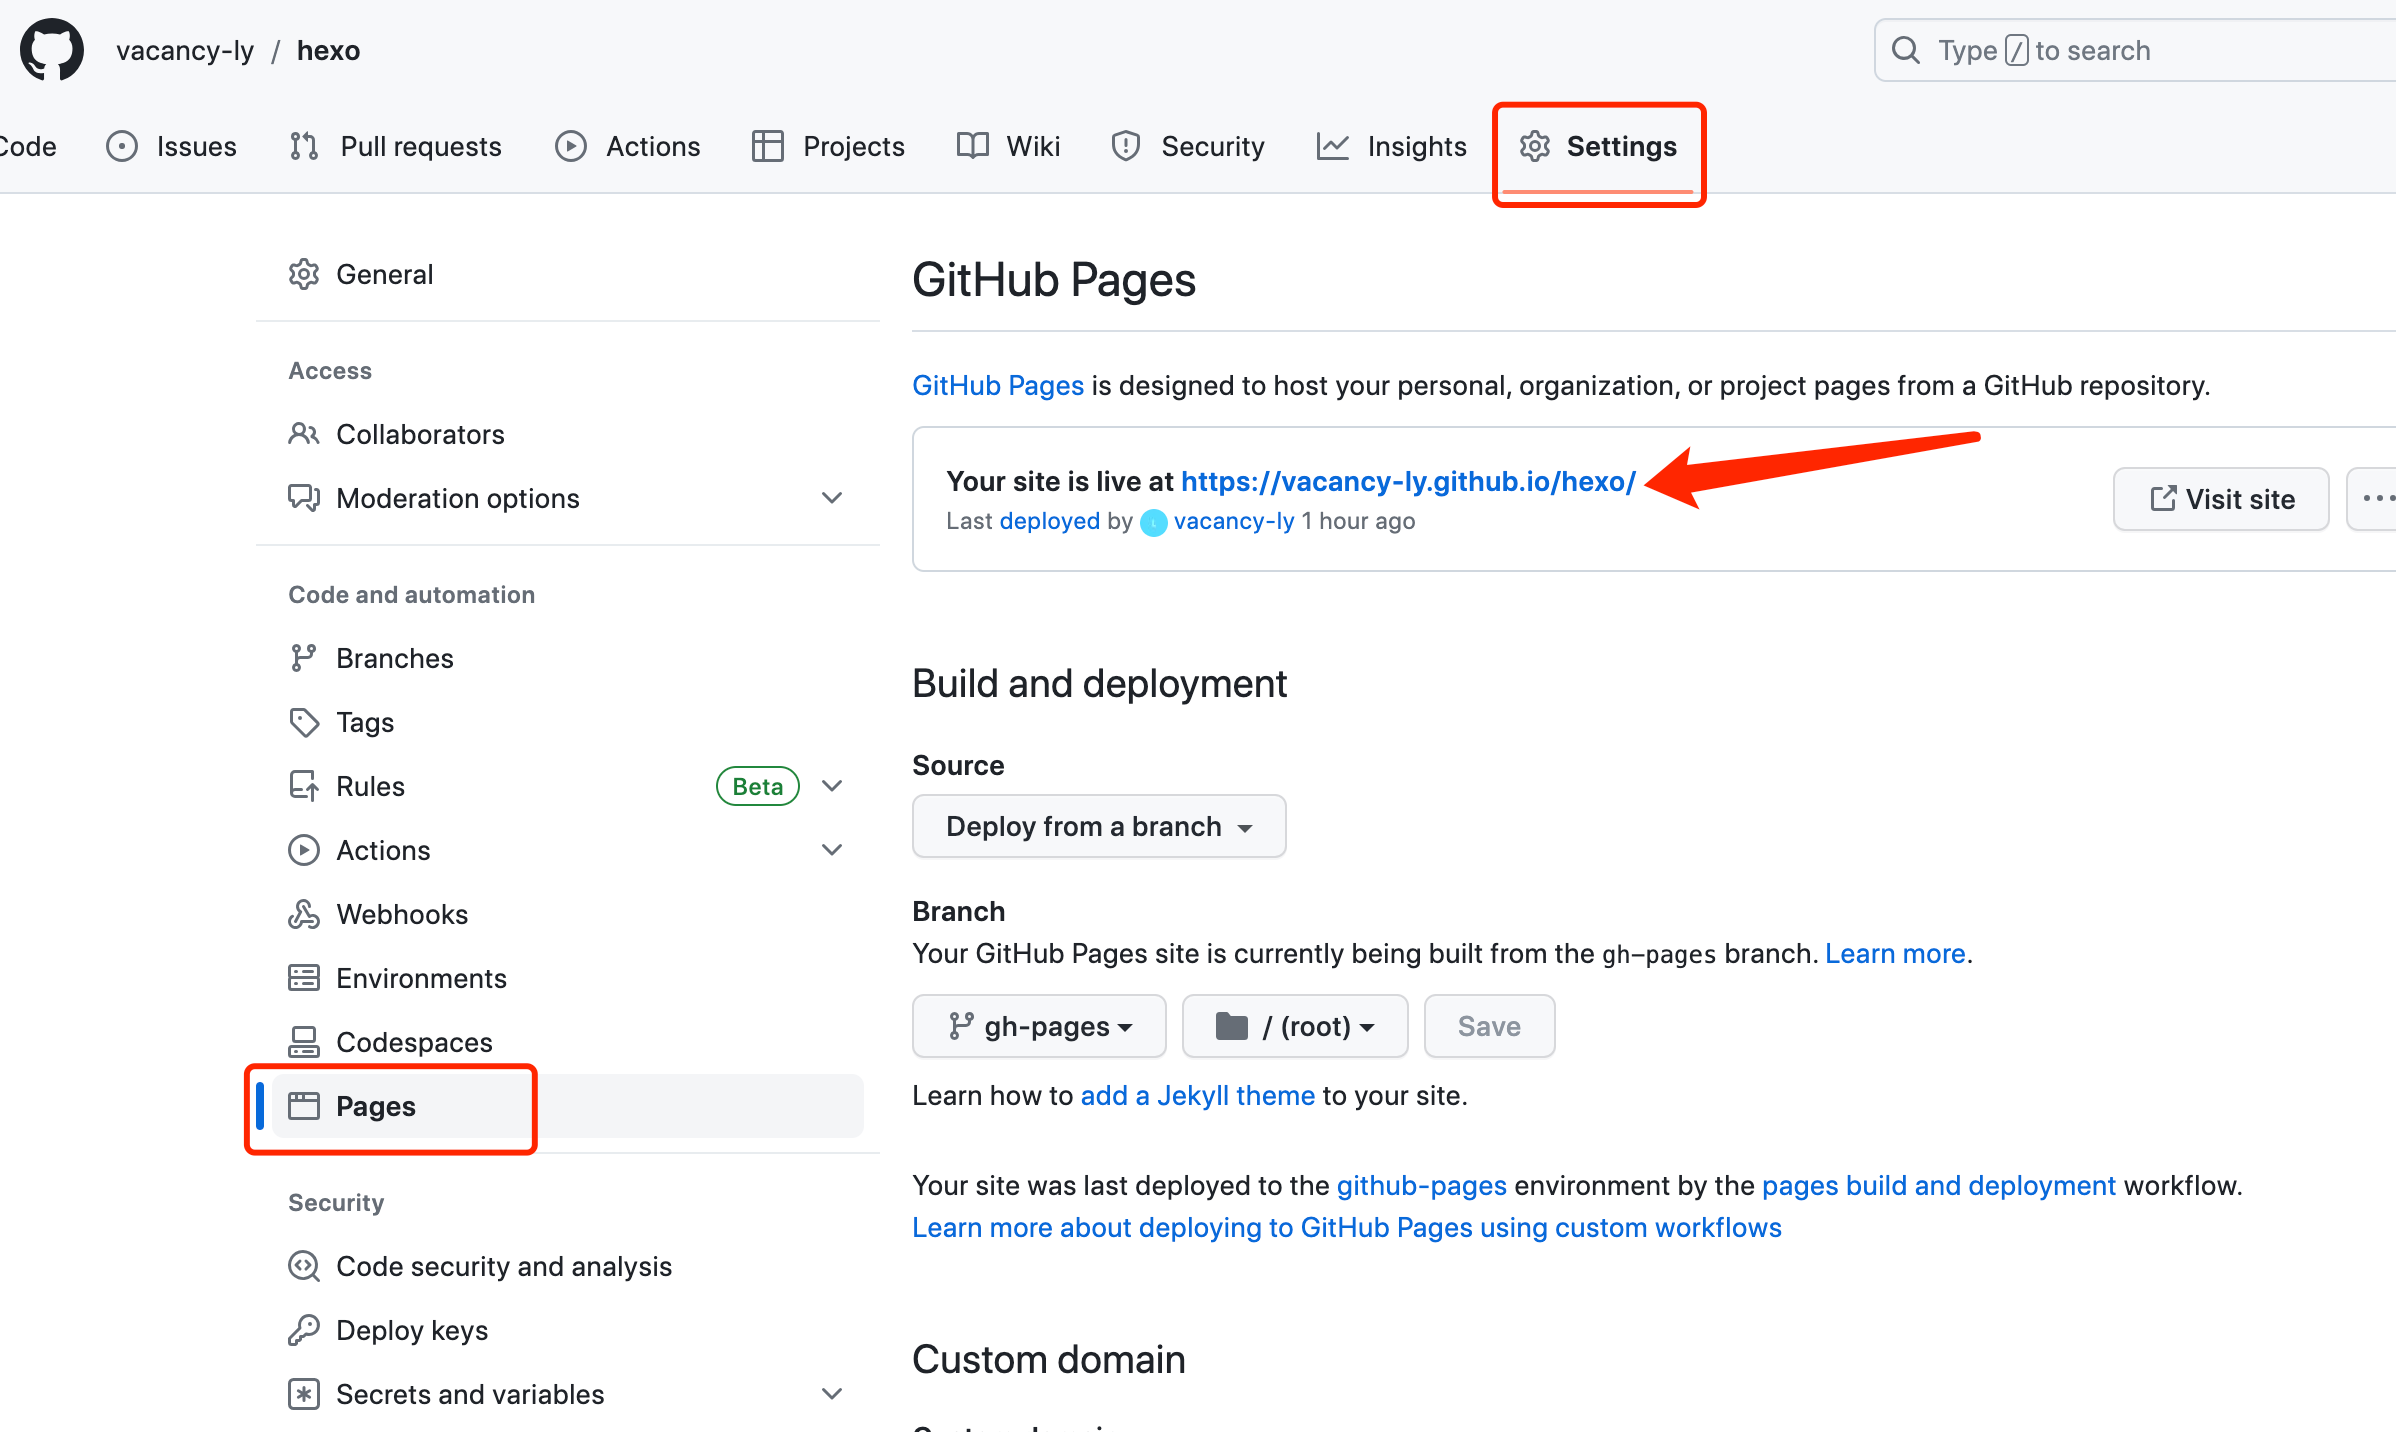 vacancy-ly / hexo
Type / to search
Code Issues Pull requests Actions Projects Wiki Security Insights Settings
General
Access
Collaborators
Moderation options
Code and automation
Branches
Tags
Rules Beta
Actions
Webhooks
Environments
Codespaces
Pages
Security
Code security and analysis
Deploy keys
Secrets and variables
GitHub Pages
GitHub Pages is designed to host your personal, organization, or project pages from a GitHub repository.
Your site is live at https://vacancy-ly.github.io/hexo/
Last deployed by vacancy-ly 1 hour ago
Visit site
Build and deployment
Source
Deploy from a branch
Branch
Your GitHub Pages site is currently being built from the gh-pages branch. Learn more.
gh-pages / (root) Save
Learn how to add a Jekyll theme to your site.
Your site was last deployed to the github-pages environment by the pages build and deployment workflow.
Learn more about deploying to GitHub Pages using custom workflows
Custom domain